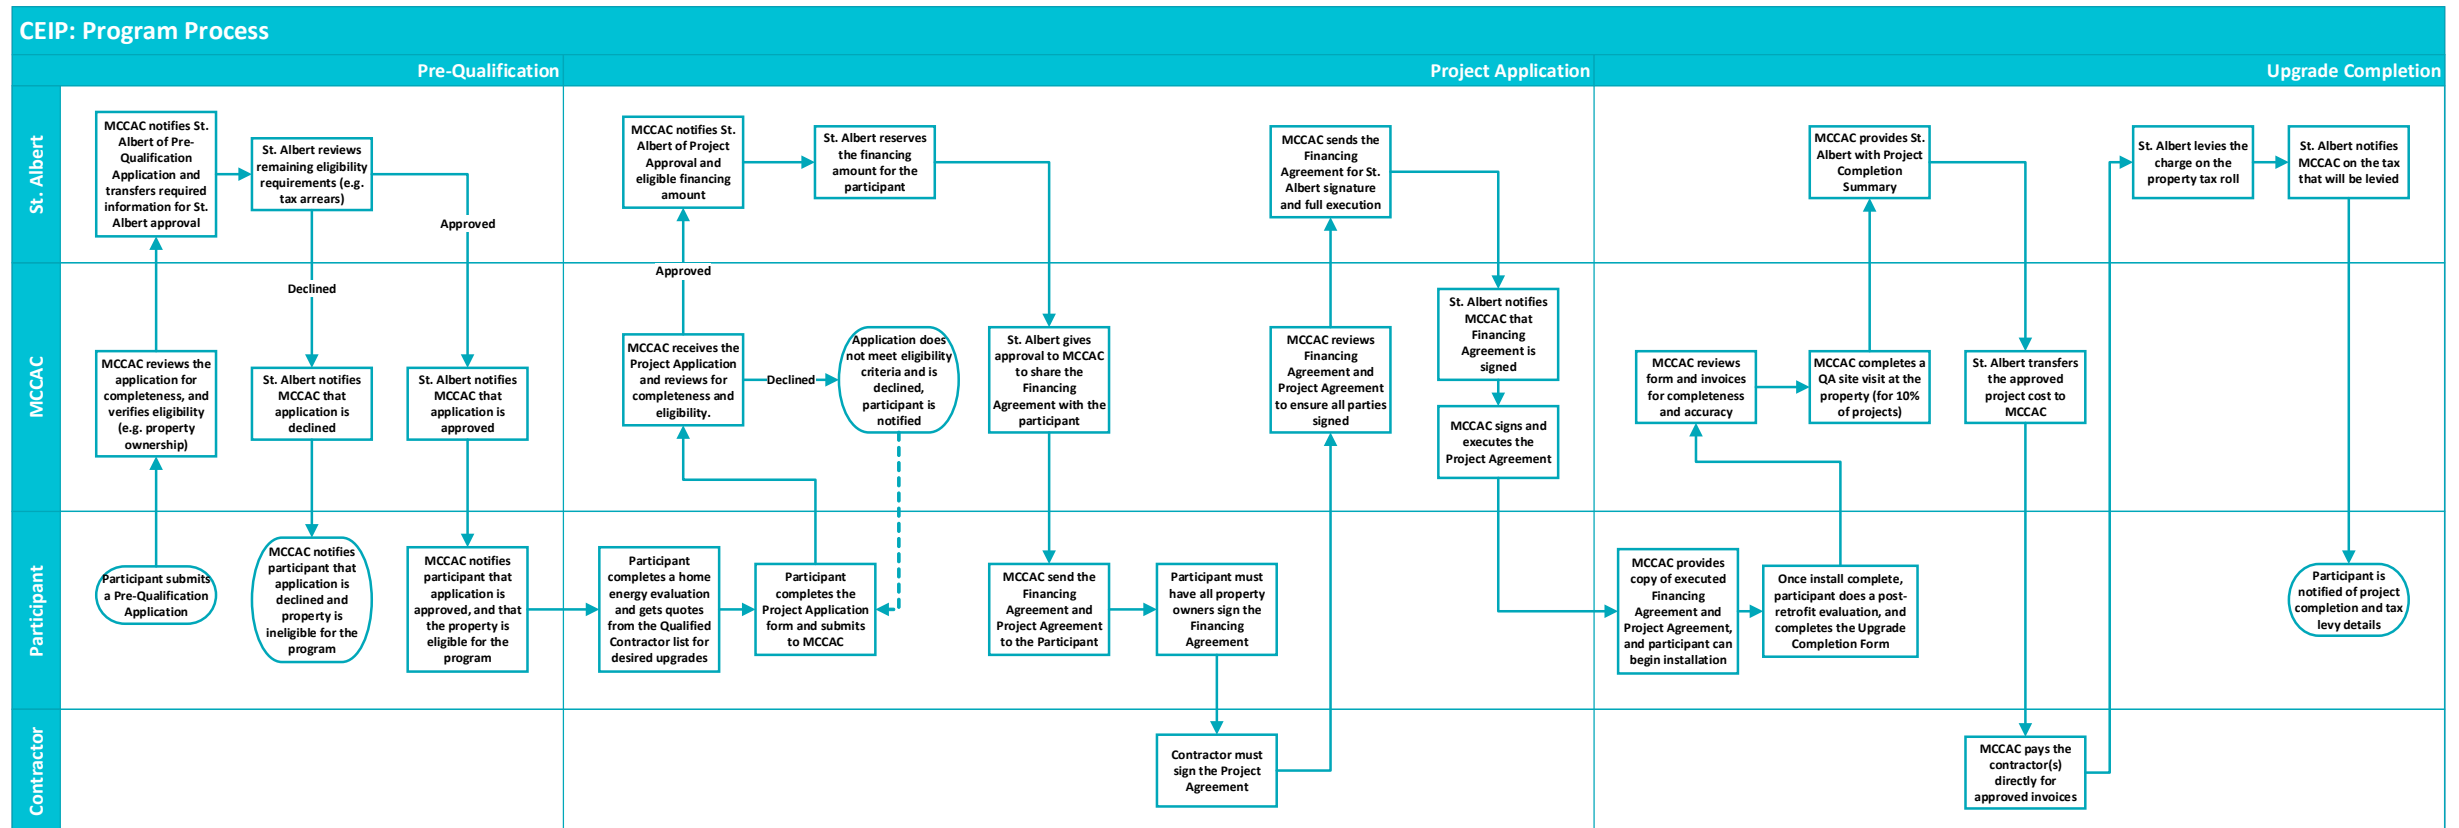 CEIP: Program Process
Pre-Qualification
Project Application
Upgrade Completion
St. Albert
MCCAC notifies St.
Albert of Pre-
Qualification
Application and
transfers required
information for St.
Albert approval
St. Albert reviews
remaining eligibility
requirements (e.g.
tax arrears)
Approved
Declined
MCCAC notifies St.
Albert of Project
Approval and
eligible financing
amount
St. Albert reserves
the financing
amount for the
participant
MCCAC sends the
Financing
Agreement for St.
Albert signature
and full execution
MCCAC provides St.
Albert with Project
Completion
Summary
St. Albert levies the
charge on the
property tax roll
St. Albert notifies
MCCAC on the tax
that will be levied
MCCAC
MCCAC reviews the
application for
completeness, and
verifies eligibility
(e.g. property
ownership)
St. Albert notifies
MCCAC that
application is
declined
St. Albert notifies
MCCAC that
application is
approved
Approved
MCCAC receives the
Project Application
and reviews for
completeness and
eligibility.
Declined
Application does
not meet eligibility
criteria and is
declined,
participant is
notified
St. Albert gives
approval to MCCAC
to share the
Financing
Agreement with the
participant
MCCAC reviews
Financing
Agreement and
Project Agreement
to ensure all parties
signed
St. Albert notifies
MCCAC that
Financing
Agreement is
signed
MCCAC signs and
executes the
Project Agreement
MCCAC reviews
form and invoices
for completeness
and accuracy
MCCAC completes a
QA site visit at the
property (for 10%
of projects)
St. Albert transfers
the approved
project cost to
MCCAC
Participant
Participant submits
a Pre-Qualification
Application
MCCAC notifies
participant that
application is
declined and
property is
ineligible for the
program
MCCAC notifies
participant that
application is
approved, and that
the property is
eligible for the
program
Participant
completes a home
energy evaluation
and gets quotes
from the Qualified
Contractor list for
desired upgrades
Participant
completes the
Project Application
form and submits
to MCCAC
MCCAC send the
Financing
Agreement and
Project Agreement
to the Participant
Participant must
have all property
owners sign the
Financing
Agreement
MCCAC provides
copy of executed
Financing
Agreement and
Project Agreement,
and participant can
begin installation
Once install complete,
participant does a post-
retrofit evaluation, and
completes the Upgrade
Completion Form
Participant is
notified of project
completion and tax
levy details
Contractor
Contractor must
sign the Project
Agreement
MCCAC pays the
contractor(s)
directly for
approved invoices